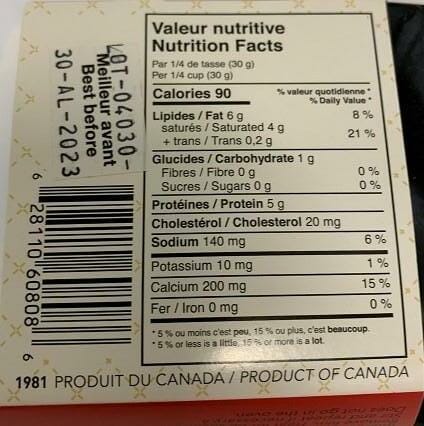 Valeur nutritive
Nutrition Facts
Par 1/4 de tasse (30 g)
Per 1/4 cup (30 g)
Calories 90
% valeur quotidienne *
% Daily Value *
Lipides / Fat 6 g 8 %
saturés / Saturated 4 g
+ trans / Trans 0,2 g 21 %
Glucides / Carbohydrate 1 g
Fibres / Fibre 0 g 0 %
Sucres / Sugars 0 g 0 %
Protéines / Protein 5 g
Cholestérol / Cholesterol 20 mg
Sodium 140 mg 6 %
Potassium 10 mg 1 %
Calcium 200 mg 15 %
Fer / Iron 0 mg 0 %
* 5 % ou moins c'est peu, 15 % ou plus, c'est beaucoup.
* 5 % or less is a little, 15 % or more is a lot.
LOT-04030-
Meilleur avant
Best before
30-AL-2023
6 28110 60808 6
1981 PRODUIT DU CANADA / PRODUCT OF CANADA